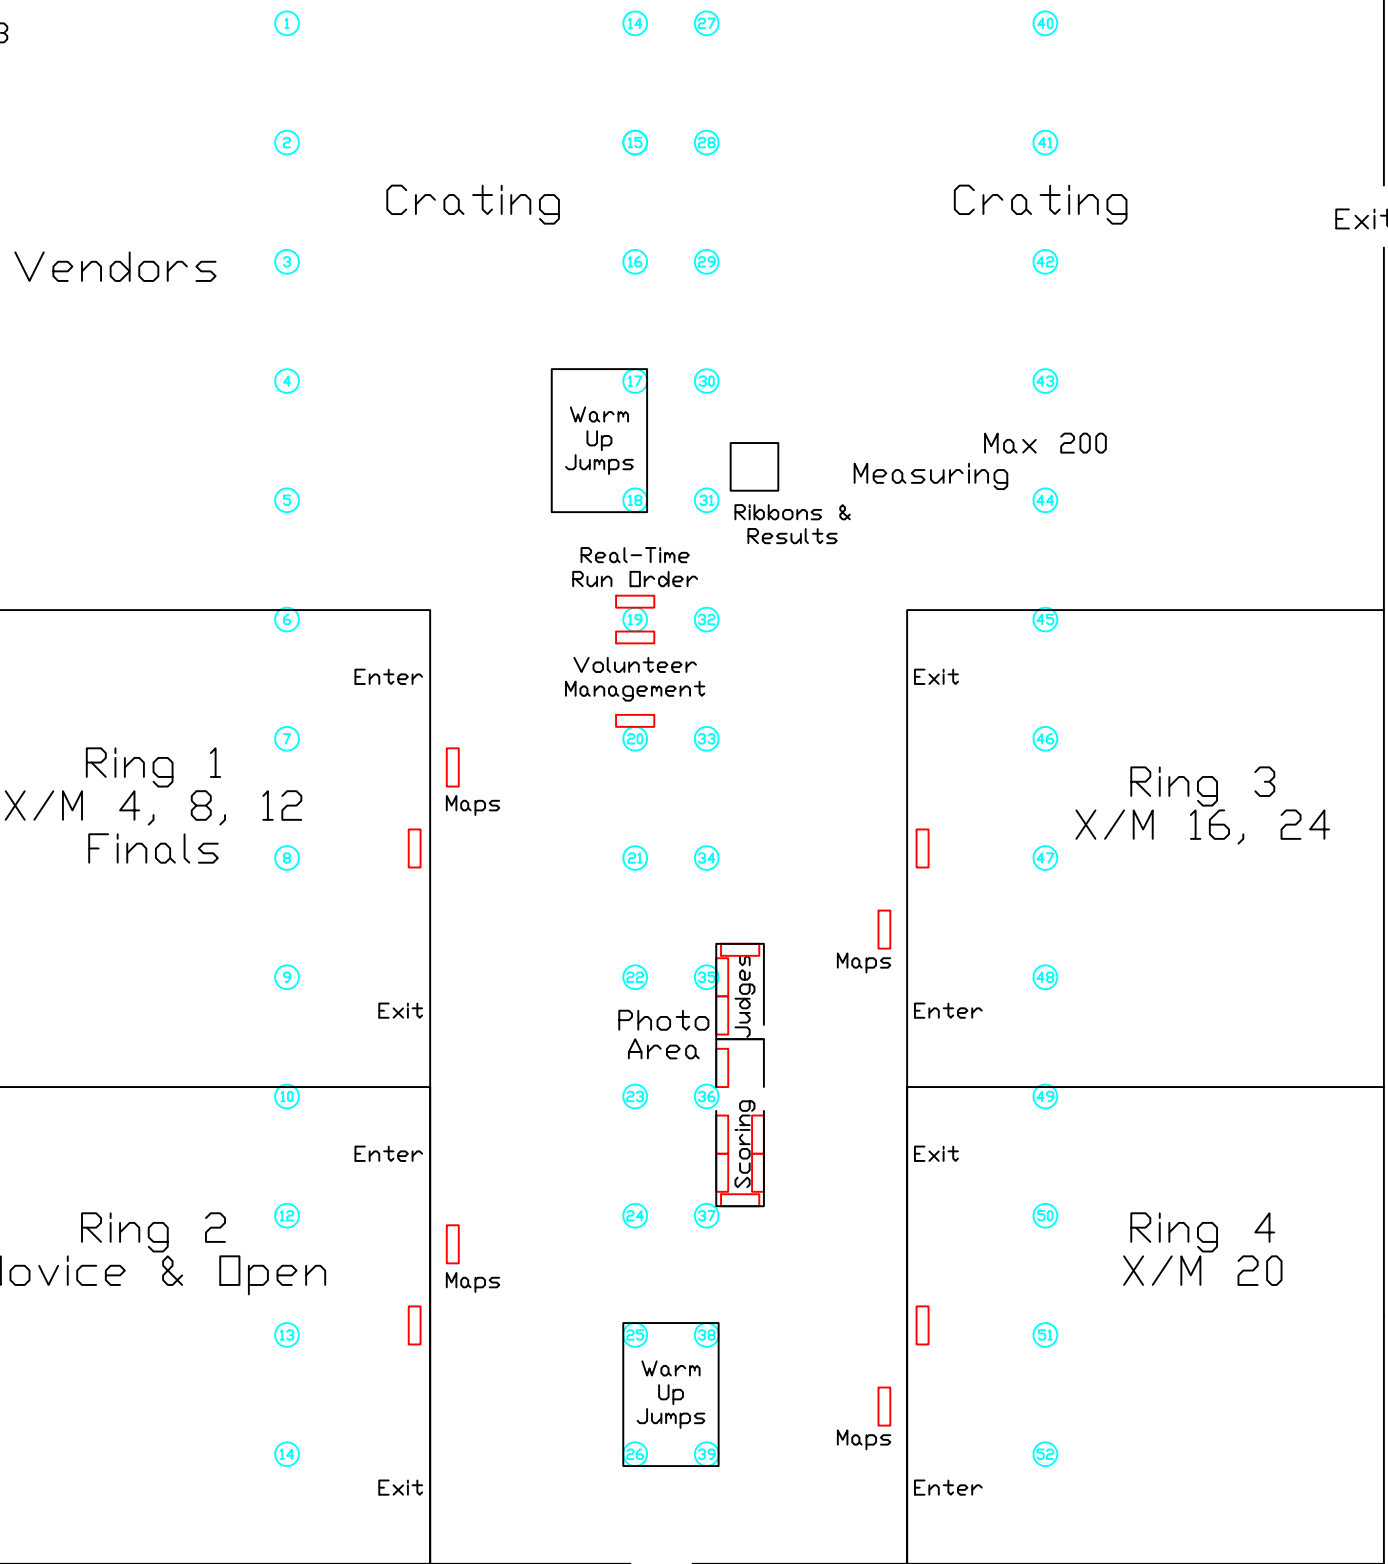 3
1 14 27 40
2 15 28 41
Crating Crating
Exit
Vendors 3 16 29 42
4 17 30 43
Warm
Up
Jumps
Max 200
Measuring
5 18 31 44
Ribbons &
Results
Real-Time
Run Order
6 19 32 45
Volunteer
Management
Enter Exit
7 20 33 46
Ring 1
X/M 4, 8, 12
Finals
Maps
Ring 3
X/M 16, 24
8 21 34 47
Maps
9 22 35 48
Judges
Exit Enter
Photo
Area
10 23 36 49
Scoring
Enter Exit
12 24 37 50
Ring 2
ovice & Open
Maps
Ring 4
X/M 20
13 25 38 51
Warm
Up
Jumps
Maps
14 26 39 52
Exit Enter